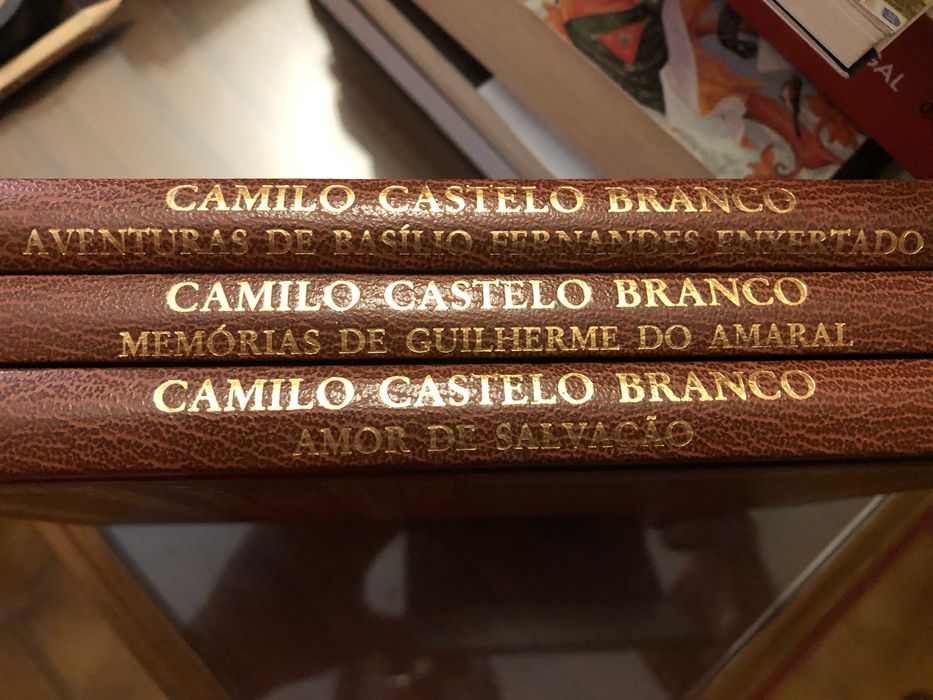 GAL
CAMILO CASTELO BRANCO
AVENTURAS DE BASÍLIO FERNANDES ENXERTADO
CAMILO CASTELO BRANCO
MEMÓRIAS DE GUILHERME DO AMARAL
CAMILO CASTELO BRANCO
AMOR DE SALVAÇÃO